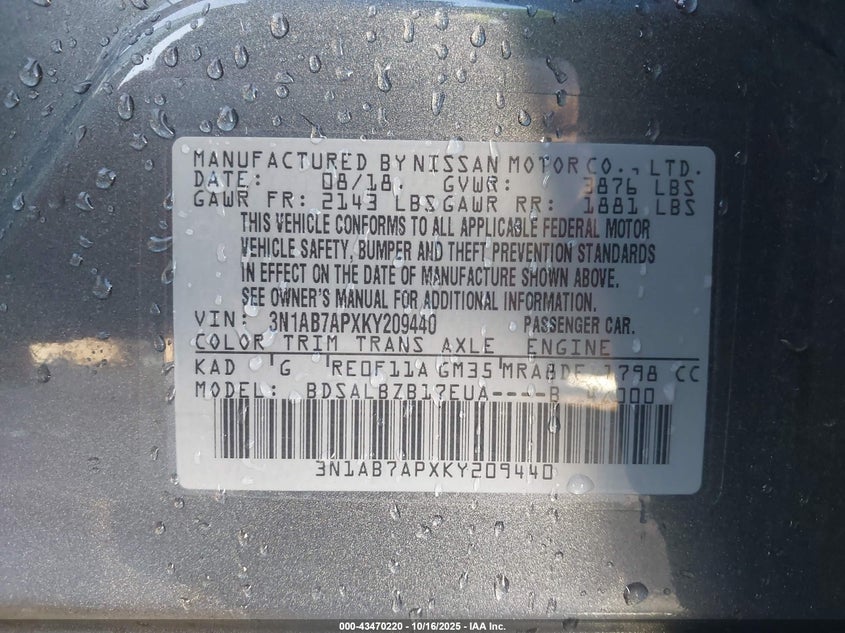 MANUFACTURED BY NISSAN MOTOR CO., LTD.
DATE: 08/18. GVWR: 3876 LBS
GAWR FR: 2143 LBS GAWR RR: 1881 LBS
THIS VEHICLE CONFORMS TO ALL APPLICABLE FEDERAL MOTOR
VEHICLE SAFETY, BUMPER AND THEFT PREVENTION STANDARDS
IN EFFECT ON THE DATE OF MANUFACTURE SHOWN ABOVE.
SEE OWNER'S MANUAL FOR ADDITIONAL INFORMATION
VIN: 3N1AB7APXKY209440 PASSENGER CAR.
COLOR TRIM TRANS AXLE ENGINE
KAD G RE0F11A GM35 MRA8DE 1798 CC
MODEL: BDSALBZB17EUA----B
3N1AB7APXKY209440
000-43470220 - 10/16/2025 - IAA Inc.